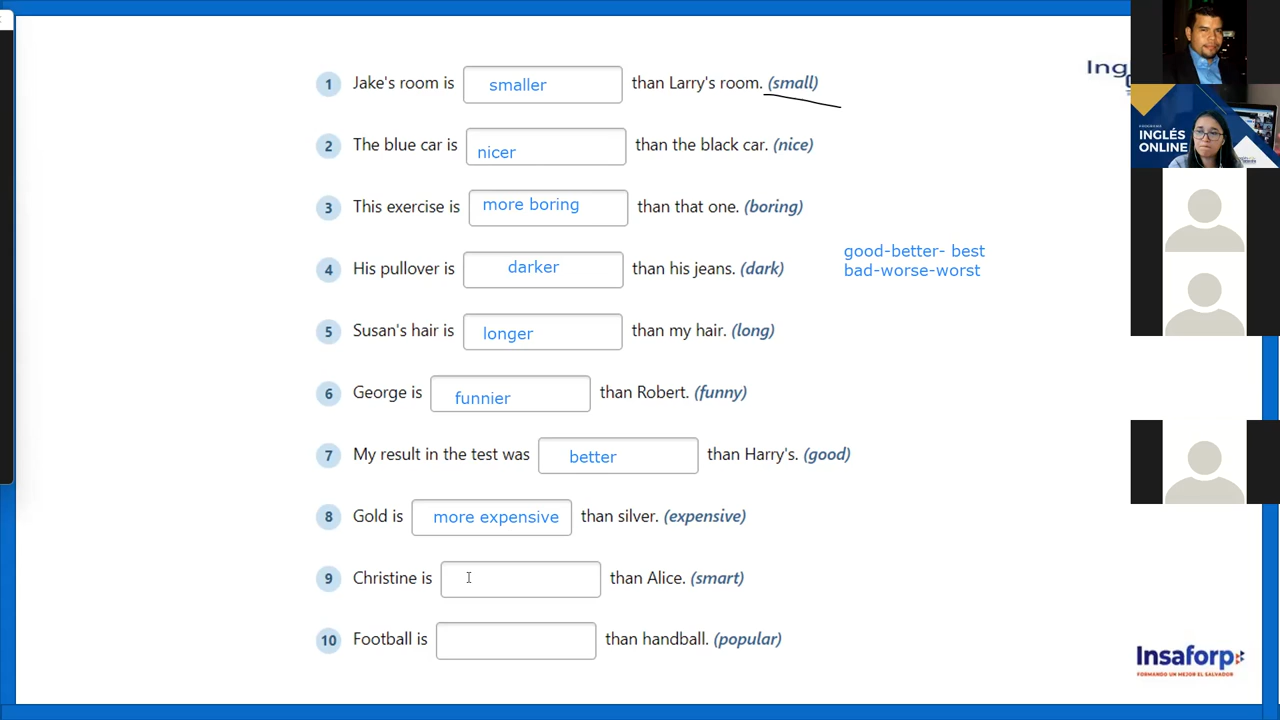 1 Jake's room is smaller than Larry's room. (small)
2 The blue car is nicer than the black car. (nice)
3 This exercise is more boring than that one. (boring)
good-better- best
4 His pullover is darker than his jeans. (dark)
bad-worse-worst
5 Susan's hair is longer than my hair. (long)
6 George is funnier than Robert. (funny)
7 My result in the test was better than Harry's. (good)
8 Gold is more expensive than silver. (expensive)
9 Christine is than Alice. (smart)
10 Football is than handball. (popular)
Ing
INGLÉS
ONLINE
Insaforp
FORMANDO UN MEJOR EL SALVADOR